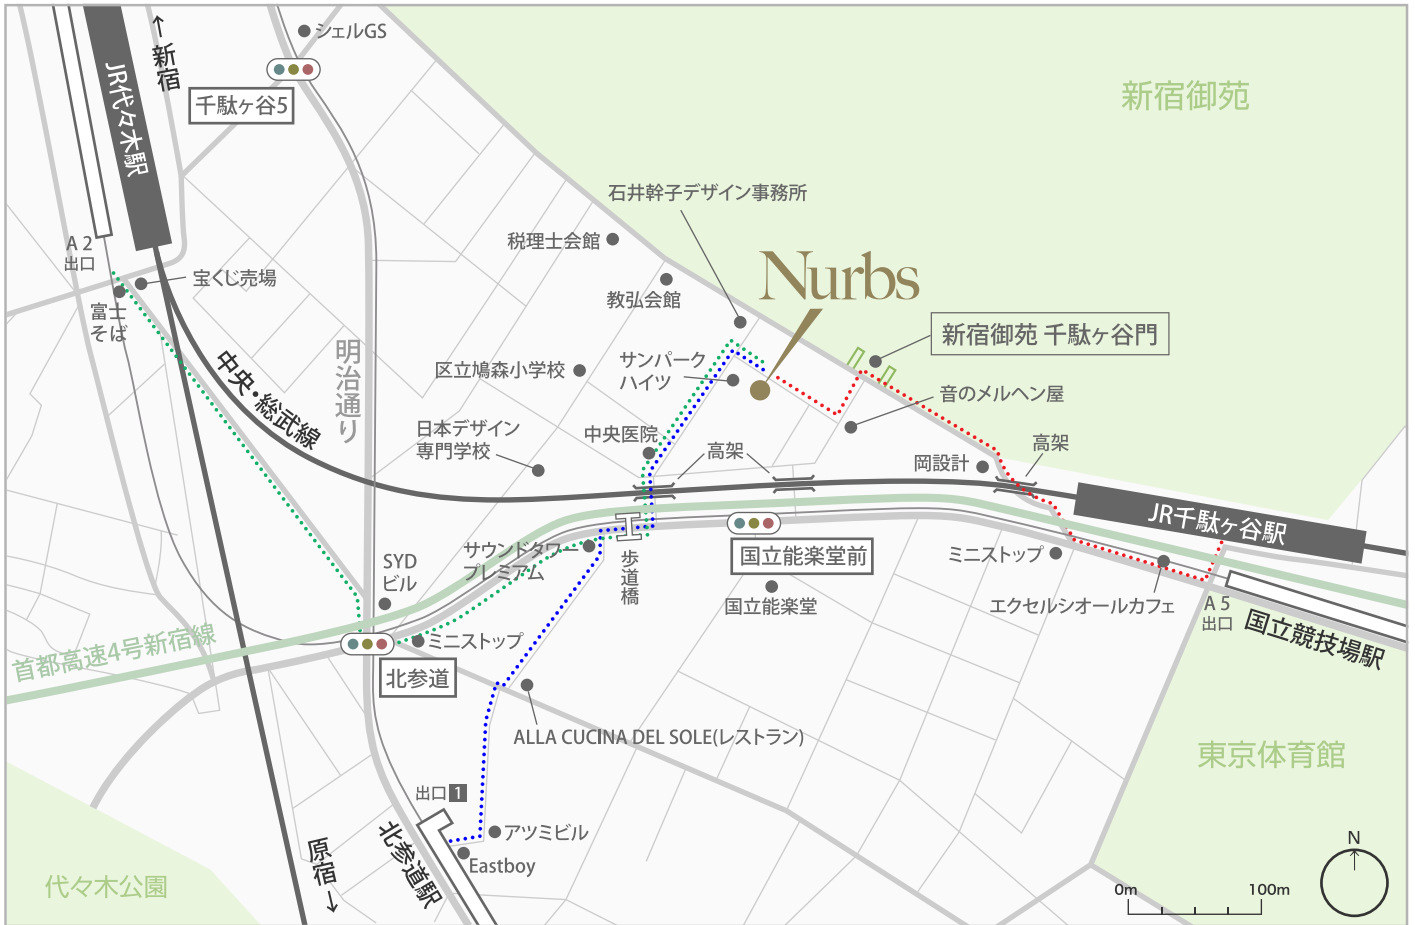 シェルGS
↑新宿
JR代々木駅
千駄ヶ谷5
新宿御苑
石井幹子デザイン事務所
税理士会館
A 2
出口
宝くじ売場
教弘会館
Nurbs
富士
そば
新宿御苑 千駄ヶ谷門
明治通り
中央・総武線
区立鳩森小学校
サンパーク
ハイツ
音のメルヘン屋
日本デザイン
専門学校
中央医院
高架
岡設計
高架
JR千駄ヶ谷駅
SYD
ビル
サウンドタワー
プレミアム
歩道橋
国立能楽堂前
国立能楽堂
ミニストップ
エクセルシオールカフェ
A 5
出口
国立競技場駅
首都高速4号新宿線
ミニストップ
北参道
ALLA CUCINA DEL SOLE(レストラン)
東京体育館
出口 1
アツミビル
Eastboy
北参道駅
原宿→
代々木公園
N
0m
100m